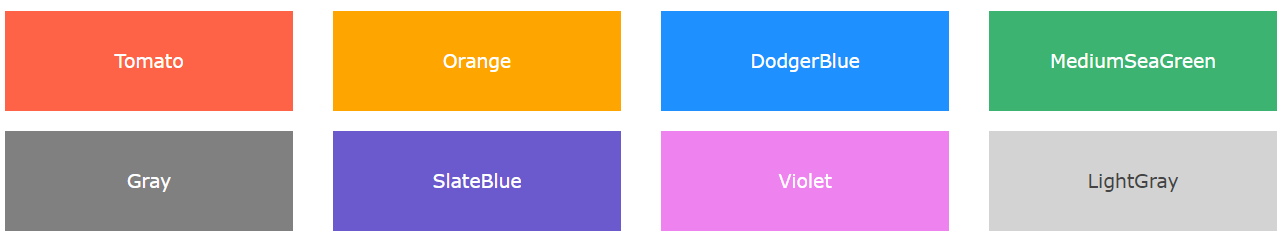 Tomato
Orange
DodgerBlue
MediumSeaGreen
Gray
SlateBlue
Violet
LightGray